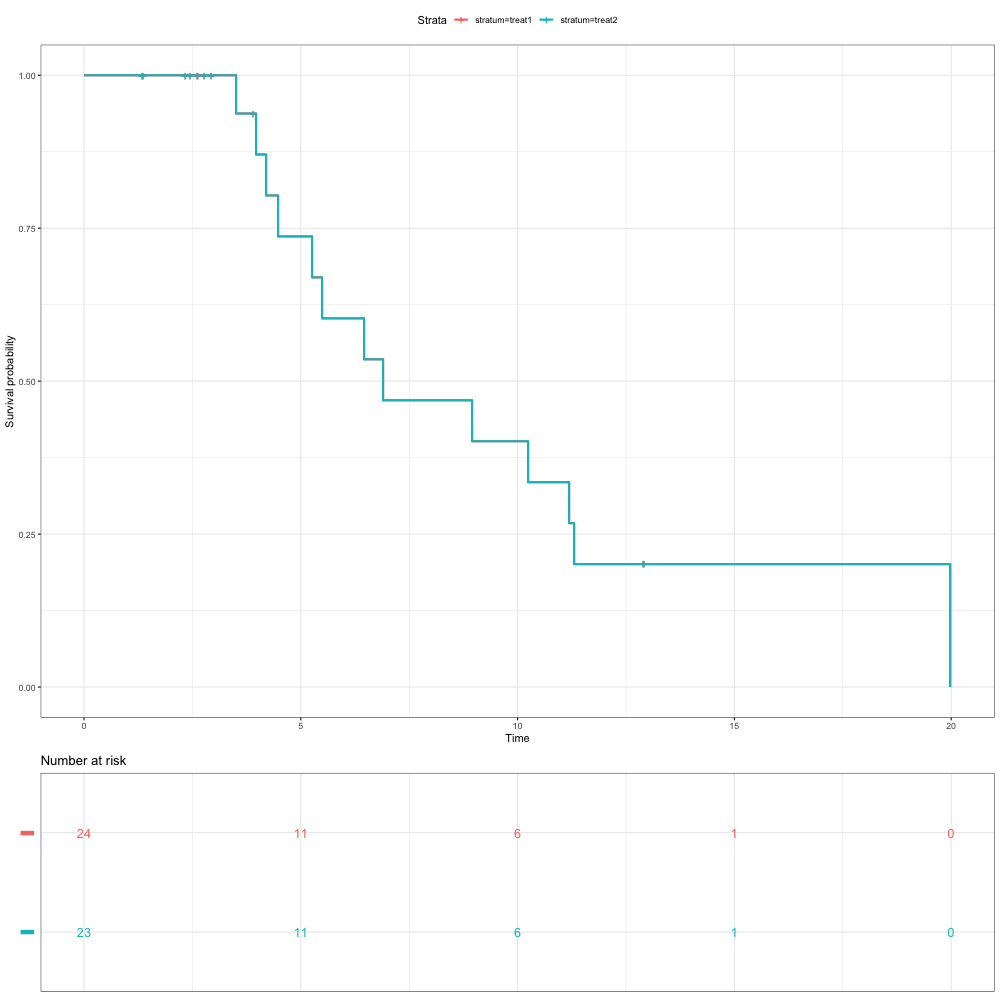 Strata stratum=treat1 stratum=treat2
1.00
0.75
0.50
0.25
0.00
Survival probability
0 5 10 15 20
Time
Number at risk
24 11 6 1 0
23 11 6 1 0